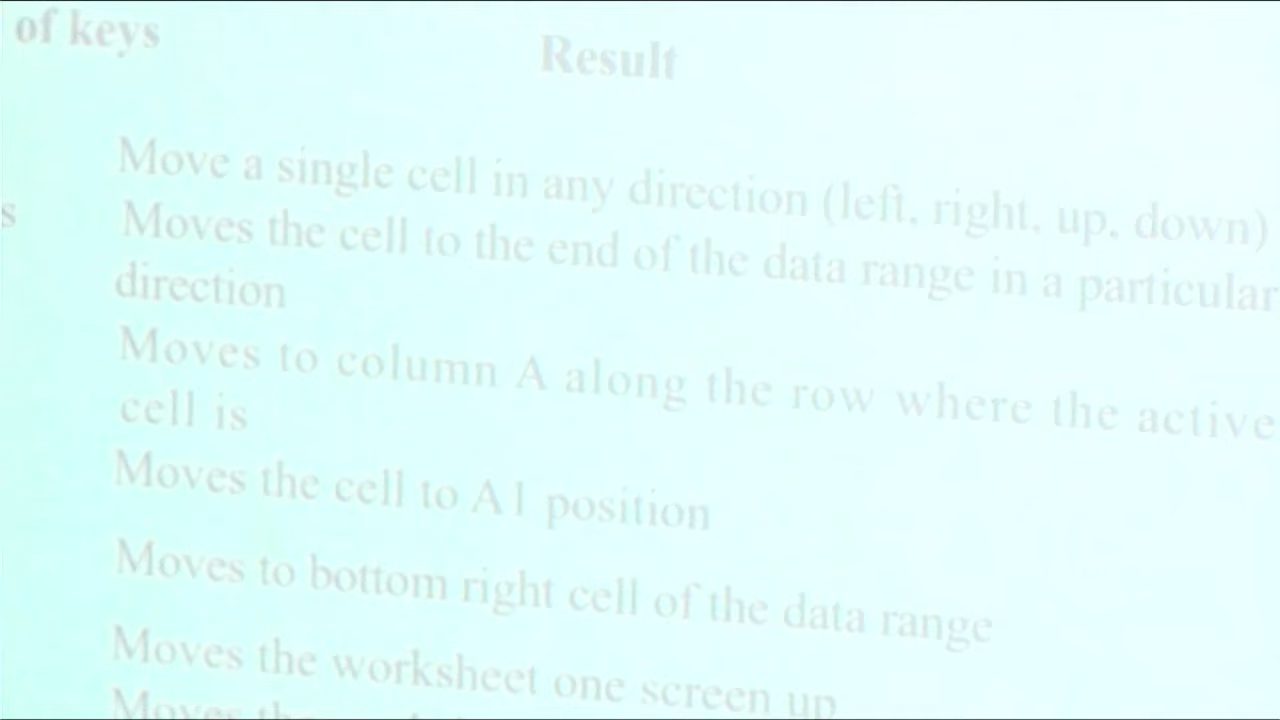 of keys
Result
Move a single cell in any direction (left, right, up, down)
s
Moves the cell to the end of the data range in a particular
direction
Moves to column A along the row where the active
cell is
Moves the cell to A1 position
Moves to bottom right cell of the data range
Moves the worksheet one screen up
Moves the